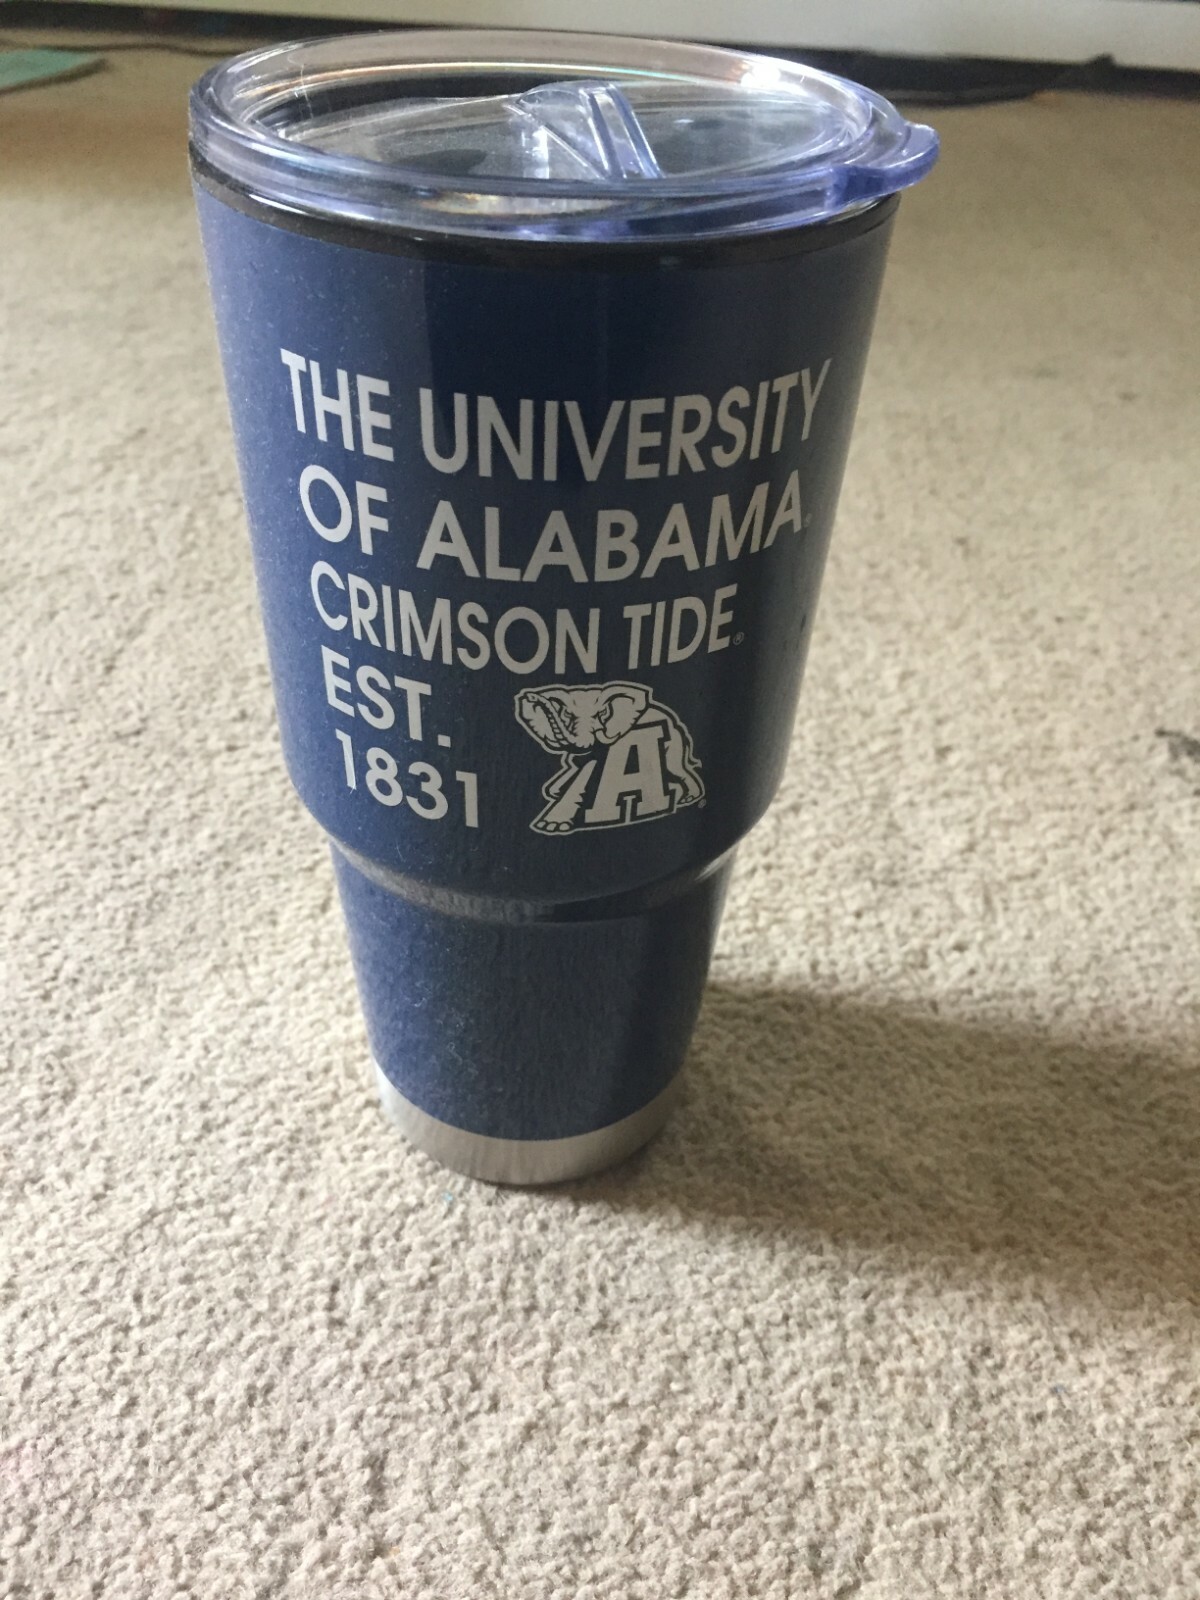 THE UNIVERSITY
OF ALABAMA®
CRIMSON TIDE®
EST.
1831
A®